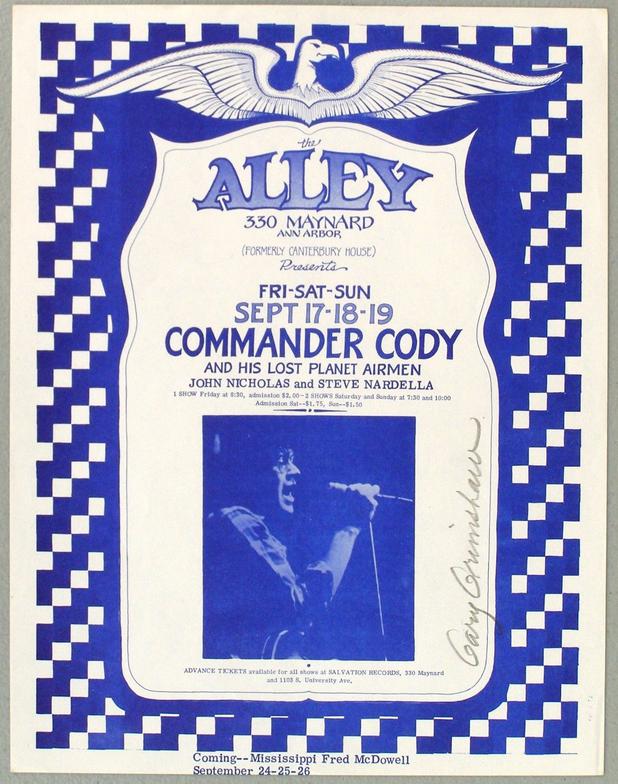 the
ALLEY
330 MAYNARD
ANN ARBOR
(FORMERLY CANTERBURY HOUSE)
Presents
FRI-SAT-SUN
SEPT 17-18-19
COMMANDER CODY
AND HIS LOST PLANET AIRMEN
JOHN NICHOLAS and STEVE NARDELLA
1 SHOW Friday at 8:30, admission $2.00--2 SHOWS Saturday and Sunday at 7:30 and 10:00
Admission Sat--$1.75, Sun--$1.50
Gary Grimshaw
ADVANCE TICKETS available for all shows at SALVATION RECORDS, 330 Maynard
and 1103 S. University Ave.
Coming--Mississippi Fred McDowell
September 24-25-26